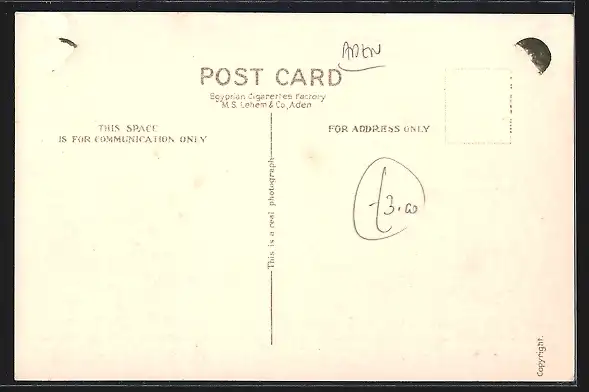 ADEN
POST CARD
Egyptian Cigarettes Factory
M.S. Lehem & Co, Aden
THIS SPACE
IS FOR COMMUNICATION ONLY
FOR ADDRESS ONLY
This is a real photograph
£3.00
Copyright.